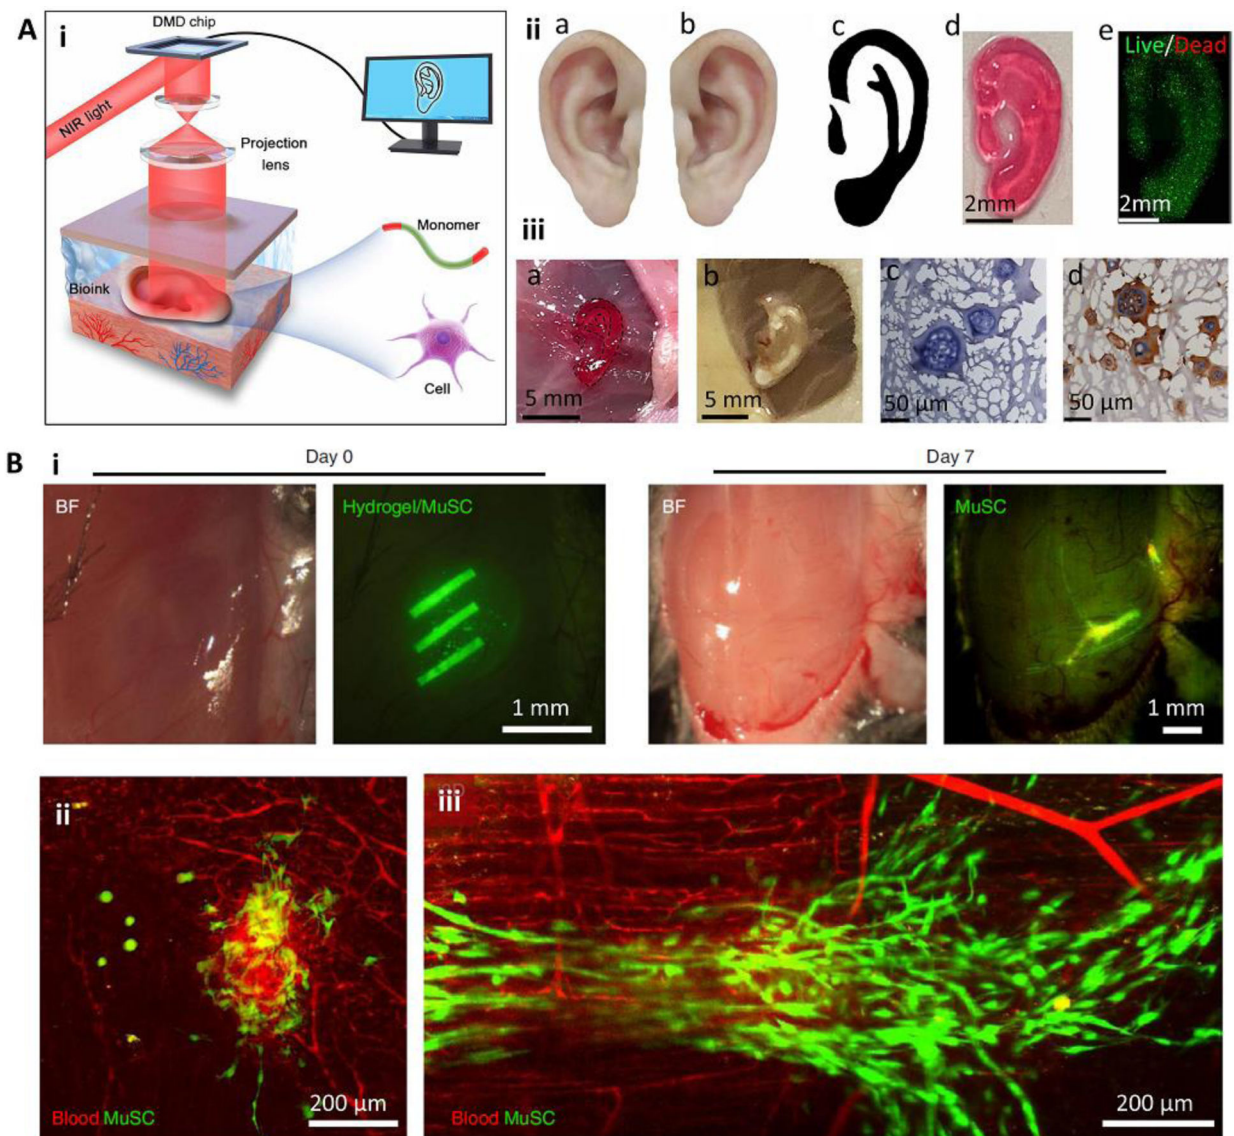 A
i
DMD chip
NIR light
Projection
lens
Monomer
Bioink
Cell
ii
a
b
c
d
2mm
e
Live/Dead
2mm
iii
a
5 mm
b
5 mm
c
50 µm
d
50 µm
B
i
Day 0
Day 7
BF
Hydrogel/MuSC
1 mm
BF
MuSC
1 mm
ii
Blood MuSC
200 µm
iii
Blood MuSC
200 µm